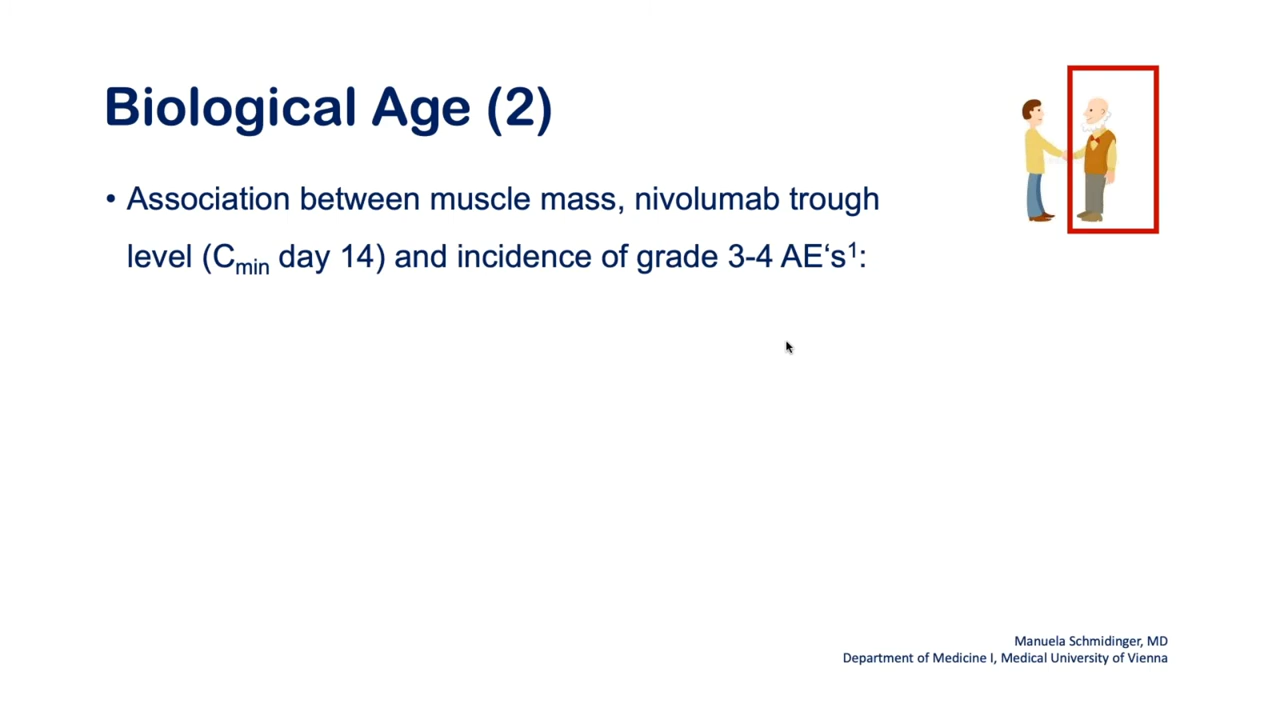 Biological Age (2)
• Association between muscle mass, nivolumab trough
level (Cmin day 14) and incidence of grade 3-4 AE‘s¹:
Manuela Schmidinger, MD
Department of Medicine I, Medical University of Vienna